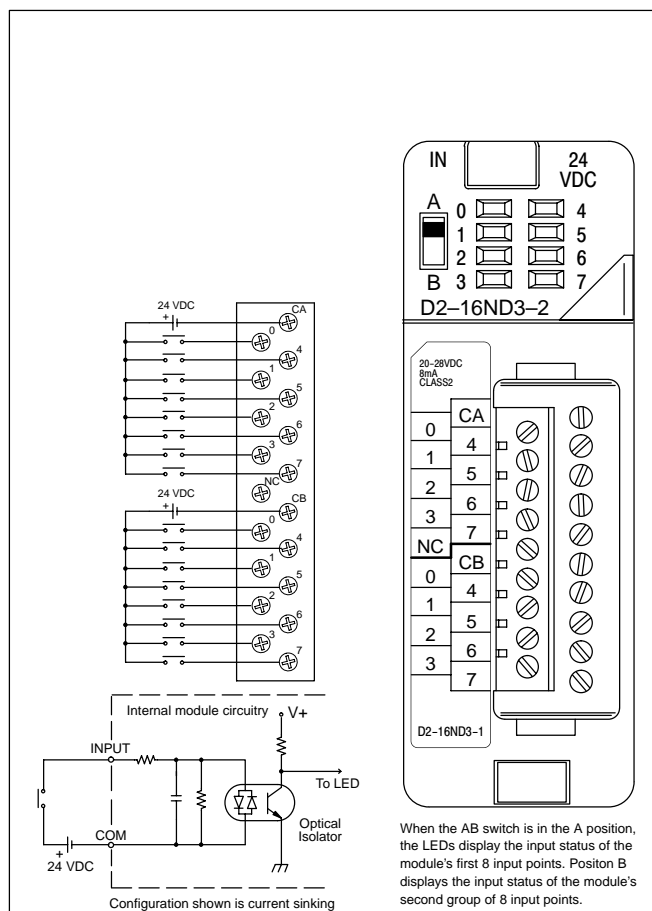 24 VDC
+
CA
0
4
1
5
2
6
3
7
NC
24 VDC
+
CB
0
4
1
5
2
6
3
7
Internal module circuitry
V+
INPUT
To LED
COM
Optical
Isolator
+
24 VDC
Configuration shown is current sinking
IN
24
VDC
A
B
0
4
1
5
2
6
3
7
D2–16ND3–2
20-28VDC
8mA
CLASS2
CA
0
4
1
5
2
6
3
7
NC
CB
0
4
1
5
2
6
3
7
D2–16ND3–1
When the AB switch is in the A position,
the LEDs display the input status of the
module's first 8 input points. Positon B
displays the input status of the module's
second group of 8 input points.